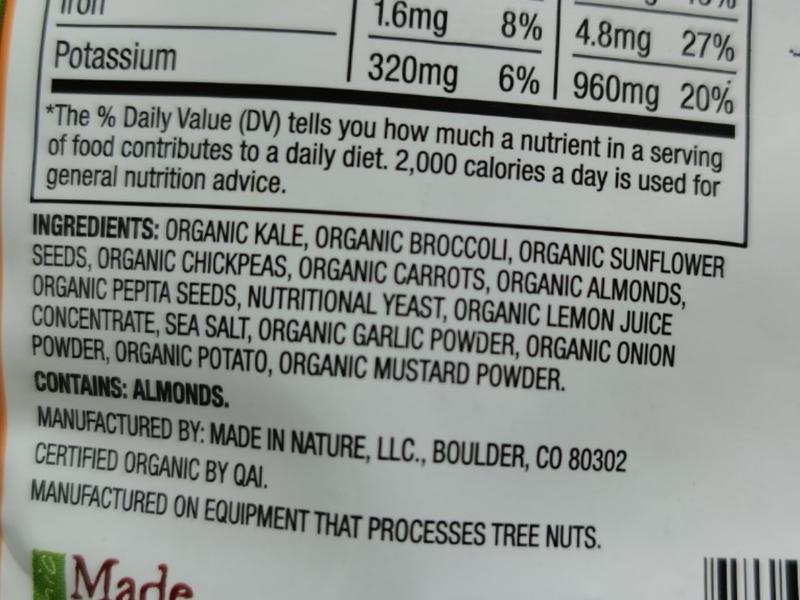 Iron 1.6mg 8% 4.8mg 27%
Potassium 320mg 6% 960mg 20%
*The % Daily Value (DV) tells you how much a nutrient in a serving
of food contributes to a daily diet. 2,000 calories a day is used for
general nutrition advice.
INGREDIENTS: ORGANIC KALE, ORGANIC BROCCOLI, ORGANIC SUNFLOWER
SEEDS, ORGANIC CHICKPEAS, ORGANIC CARROTS, ORGANIC ALMONDS,
ORGANIC PEPITA SEEDS, NUTRITIONAL YEAST, ORGANIC LEMON JUICE
CONCENTRATE, SEA SALT, ORGANIC GARLIC POWDER, ORGANIC ONION
POWDER, ORGANIC POTATO, ORGANIC MUSTARD POWDER.
CONTAINS: ALMONDS.
MANUFACTURED BY: MADE IN NATURE, LLC., BOULDER, CO 80302
CERTIFIED ORGANIC BY QAI.
MANUFACTURED ON EQUIPMENT THAT PROCESSES TREE NUTS.
Made